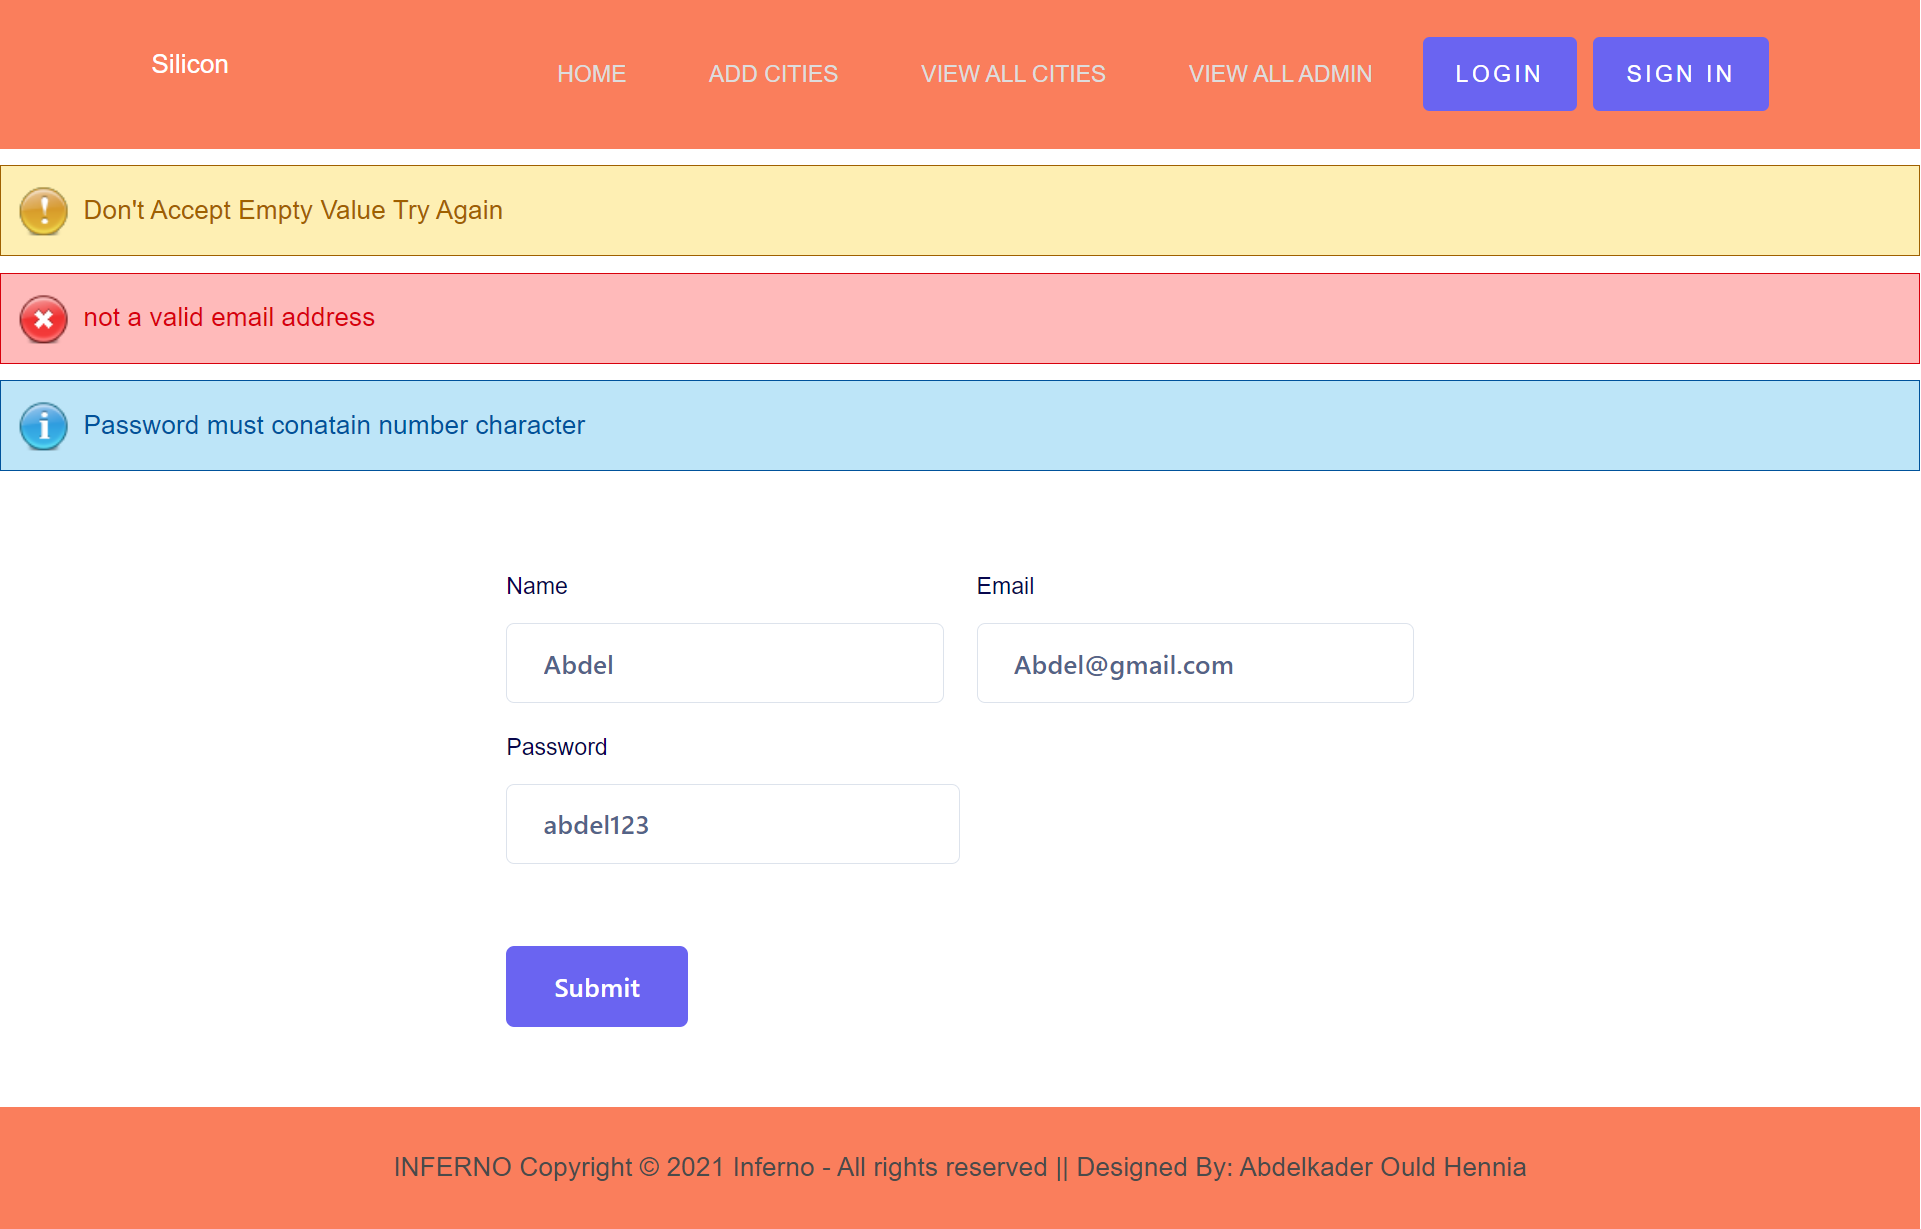 Silicon
HOME ADD CITIES VIEW ALL CITIES VIEW ALL ADMIN LOGIN SIGN IN
Don't Accept Empty Value Try Again
not a valid email address
Password must conatain number character
Name Email
Abdel Abdel@gmail.com
Password
abdel123
Submit
INFERNO Copyright © 2021 Inferno - All rights reserved || Designed By: Abdelkader Ould Hennia